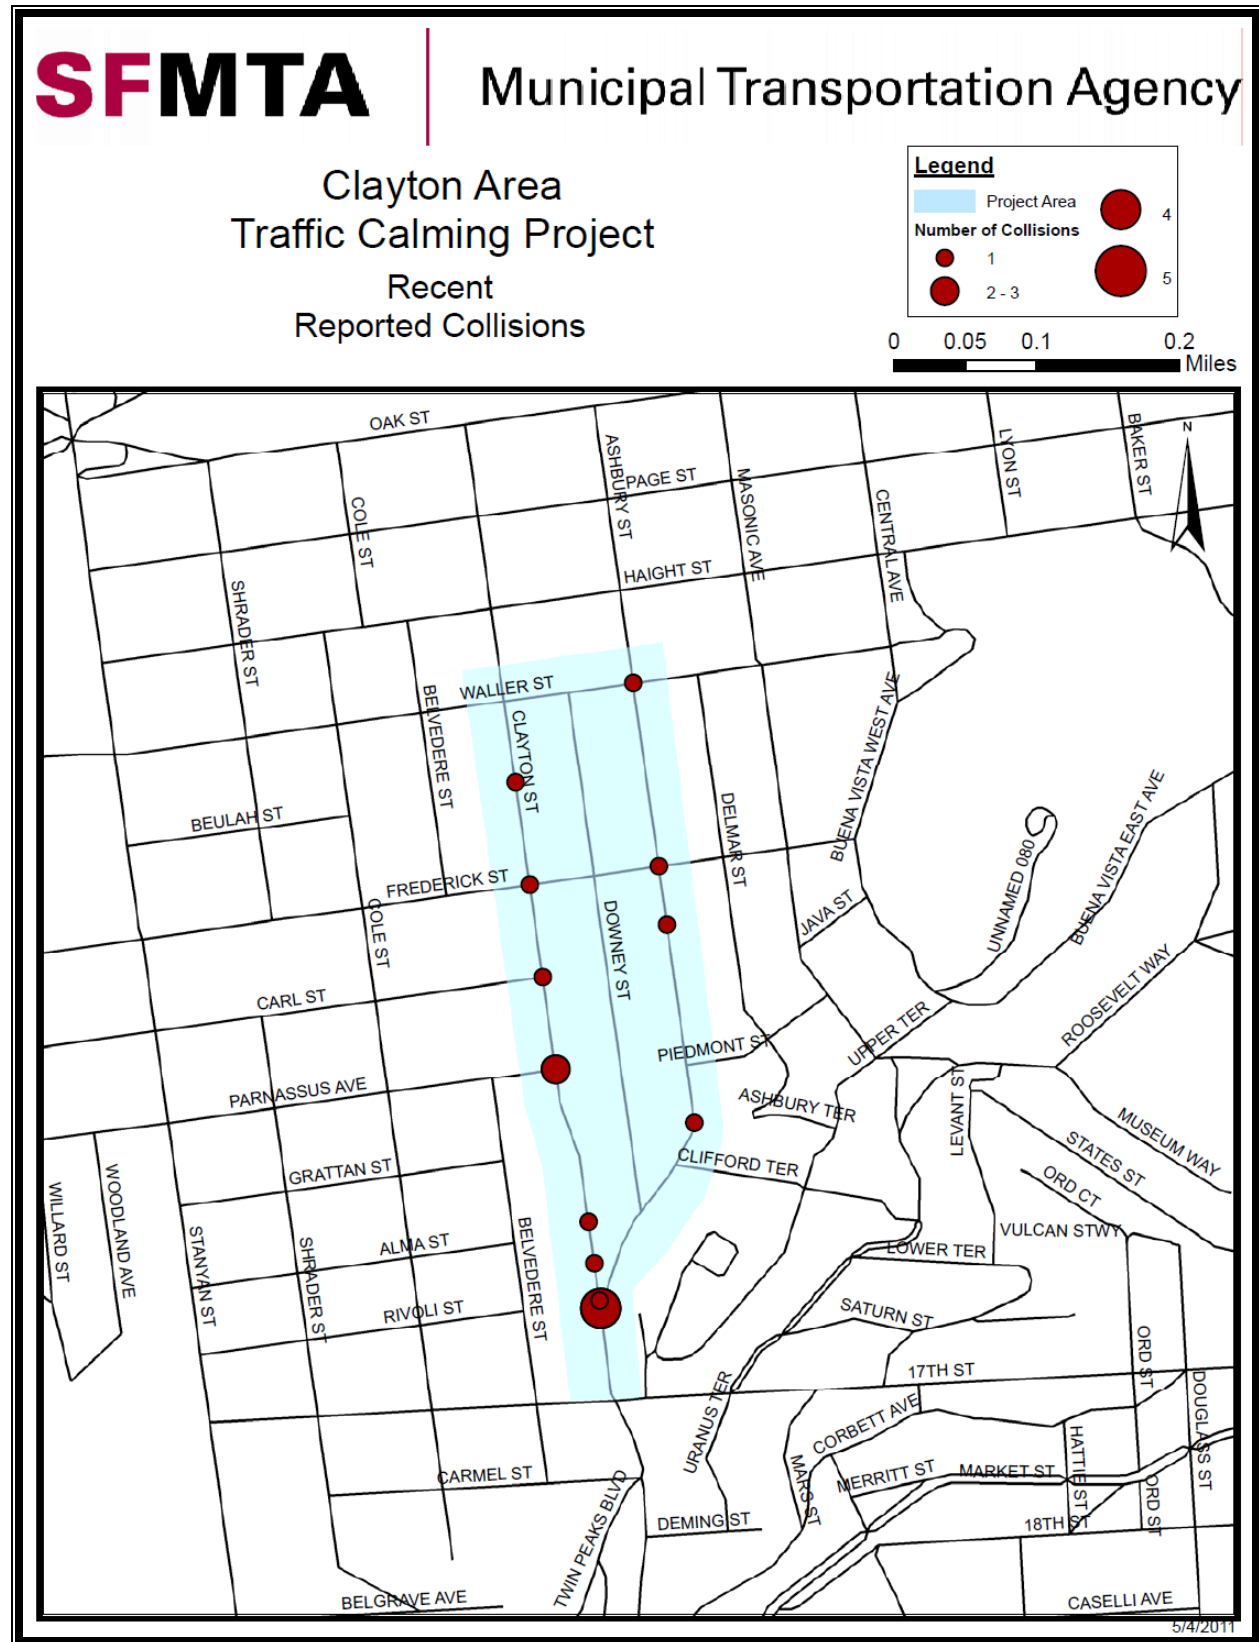 SFMTA
Municipal Transportation Agency
Clayton Area
Traffic Calming Project
Recent
Reported Collisions
Legend
Project Area
Number of Collisions
1
2 - 3
4
5
0 0.05 0.1 0.2
Miles
N
OAK ST
ASHBURY ST
PAGE ST
MASONIC AVE
LYON ST
BAKER ST
COLE ST
CENTRAL AVE
HAIGHT ST
SHRADER ST
WALLER ST
BELVEDERE ST
CLAYTON ST
BUENA VISTA WEST AVE
BEULAH ST
DELMAR ST
BUENA VISTA EAST AVE
UNNAMED 080
FREDERICK ST
COLE ST
DOWNEY ST
JAVA ST
CARL ST
ROOSEVELT WAY
UPPER TER
PIEDMONT ST
PARNASSUS AVE
ASHBURY TER
LEVANT ST
MUSEUM WAY
STATES ST
GRATTAN ST
CLIFFORD TER
ORD CT
WILLARD ST
WOODLAND AVE
STANYAN ST
SHRADER ST
ALMA ST
BELVEDERE ST
VULCAN STWY
LOWER TER
RIVOLI ST
SATURN ST
ORD ST
17TH ST
DOUGLASS ST
URANUS TER
CORBETT AVE
MARS ST
HATTIE ST
CARMEL ST
MERRITT ST
MARKET ST
ORD ST
TWIN PEAKS BLVD
DEMING ST
18TH ST
BELGRAVE AVE
CASELLI AVE
5/4/2011